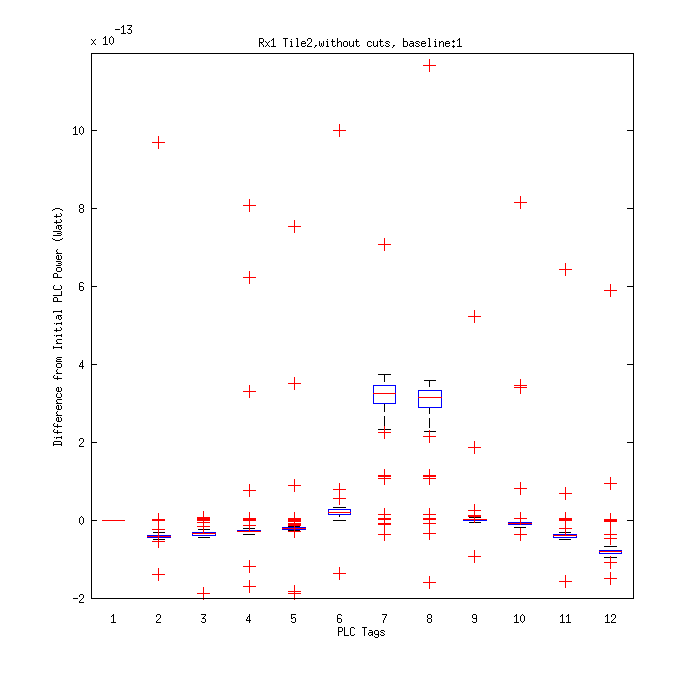 x 10 -13
Rx1 Tile2,without cuts, baseline:1
Difference from Initial PLC Power (Watt)
10
8
6
4
2
0
-2
1 2 3 4 5 6 7 8 9 10 11 12
PLC Tags